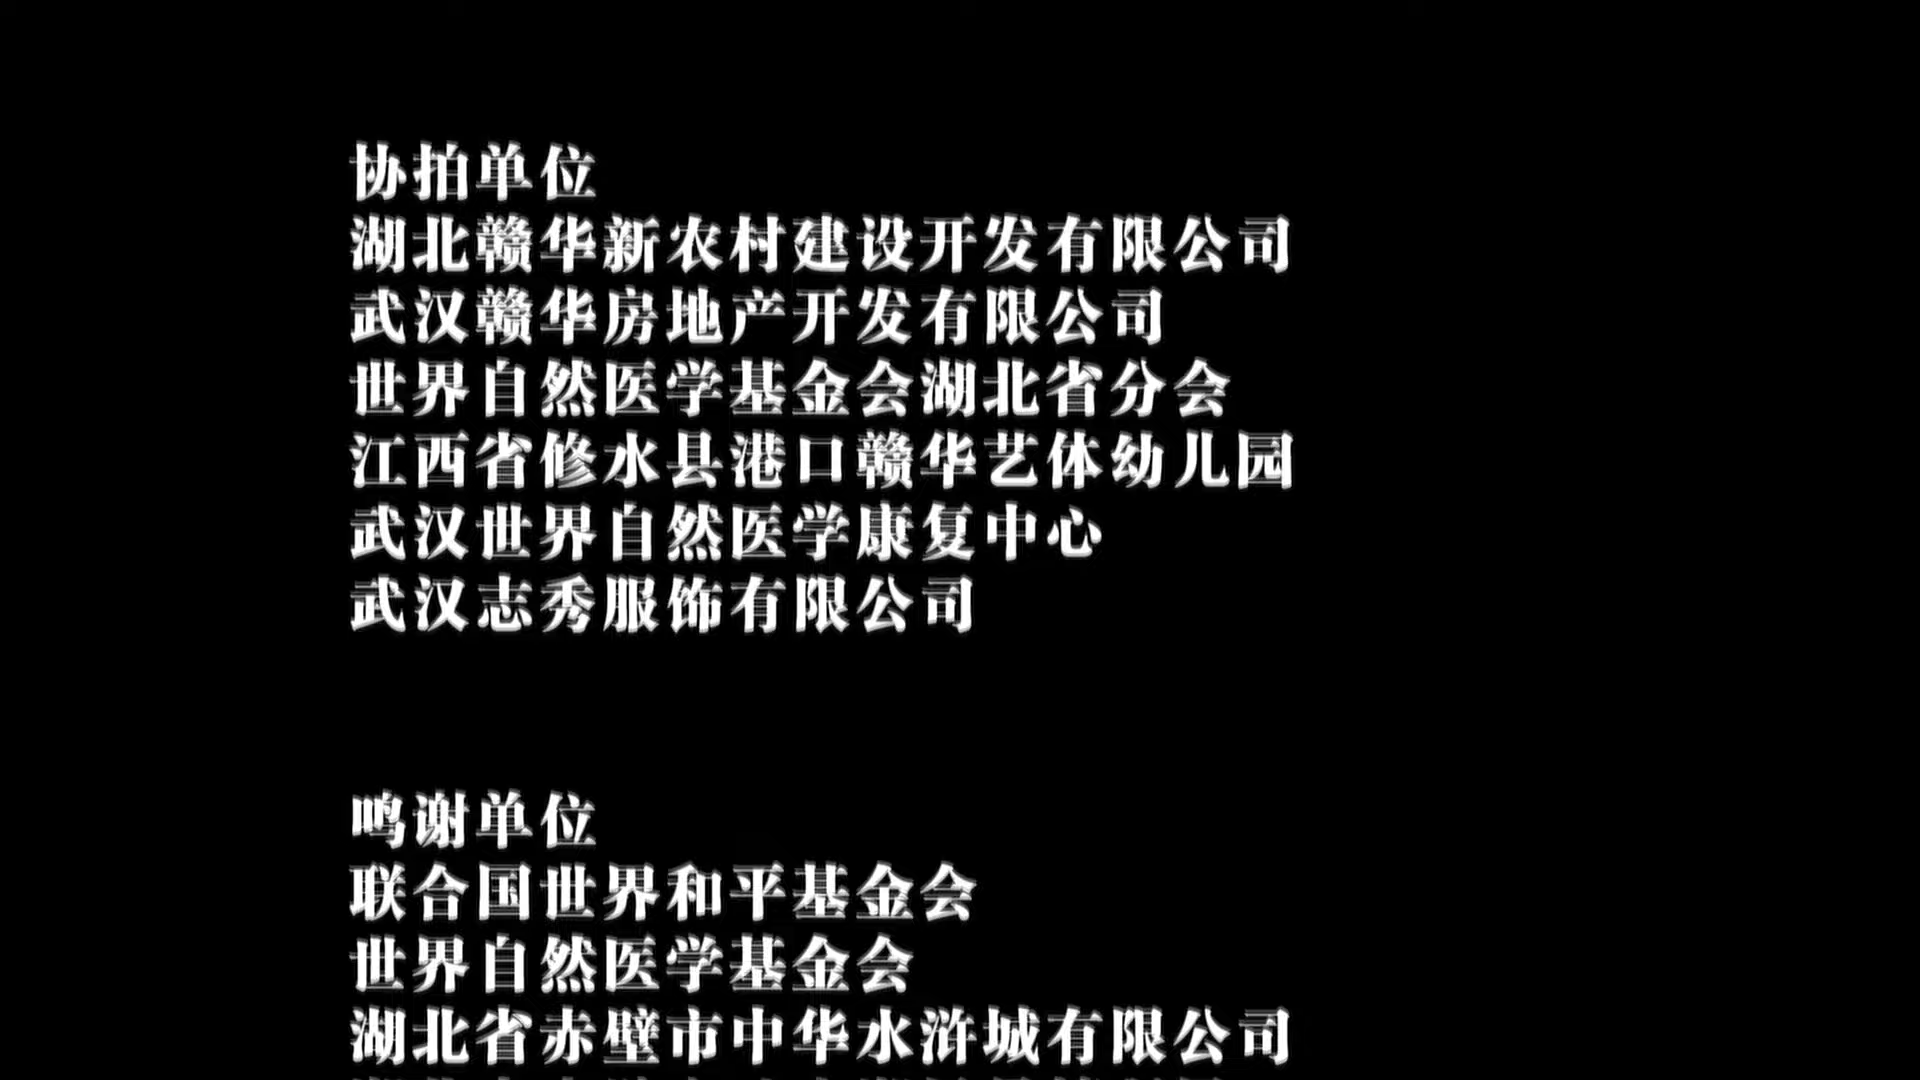 协拍单位
湖北赣华新农村建设开发有限公司
武汉赣华房地产开发有限公司
世界自然医学基金会湖北省分会
江西省修水县港口赣华艺体幼儿园
武汉世界自然医学康复中心
武汉志秀服饰有限公司
鸣谢单位
联合国世界和平基金会
世界自然医学基金会
湖北省赤壁市中华水浒城有限公司